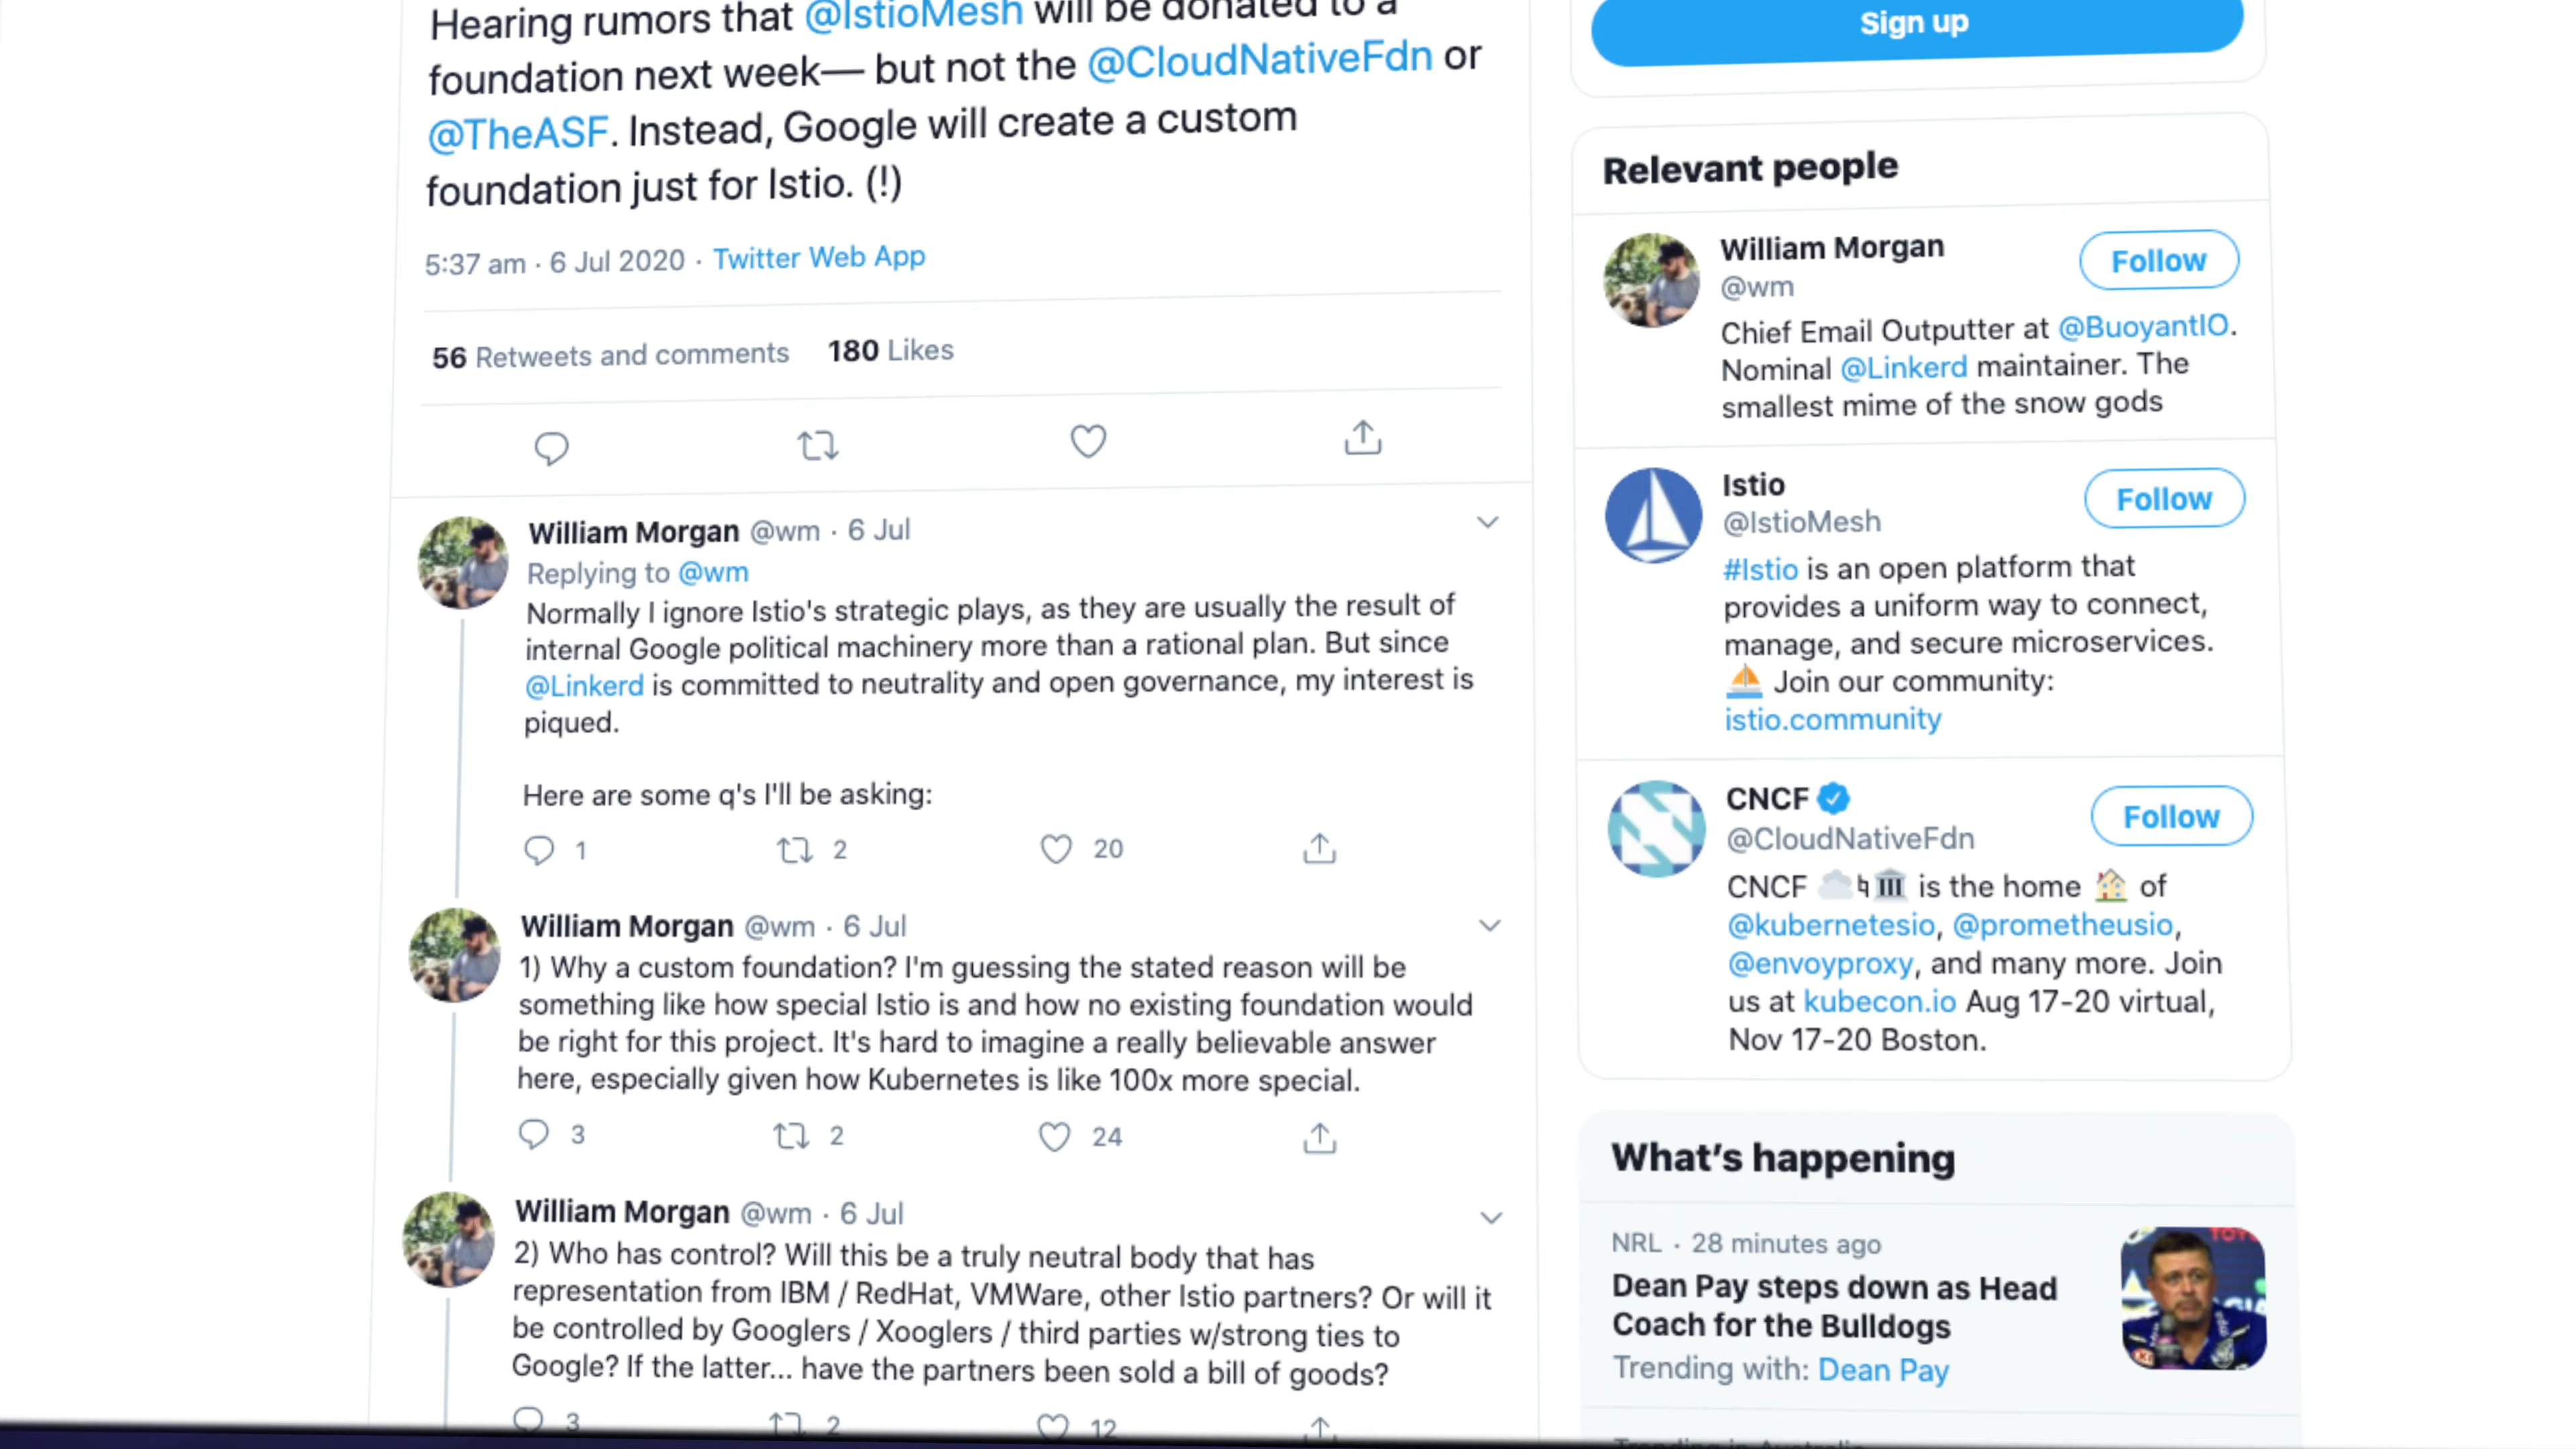 Hearing rumors that @IstioMesh will be donated to a
foundation next week— but not the @CloudNativeFdn or
@TheASF. Instead, Google will create a custom
foundation just for Istio. (!)
5:37 am · 6 Jul 2020 · Twitter Web App
56 Retweets and comments 180 Likes
William Morgan @wm · 6 Jul
Replying to @wm
Normally I ignore Istio's strategic plays, as they are usually the result of
internal Google political machinery more than a rational plan. But since
@Linkerd is committed to neutrality and open governance, my interest is
piqued.
Here are some q's I'll be asking:
1 2 20
William Morgan @wm · 6 Jul
1) Why a custom foundation? I'm guessing the stated reason will be
something like how special Istio is and how no existing foundation would
be right for this project. It's hard to imagine a really believable answer
here, especially given how Kubernetes is like 100x more special.
3 2 24
William Morgan @wm · 6 Jul
2) Who has control? Will this be a truly neutral body that has
representation from IBM / RedHat, VMWare, other Istio partners? Or will it
be controlled by Googlers / Xooglers / third parties w/strong ties to
Google? If the latter... have the partners been sold a bill of goods?
3 2 12
Sign up
Relevant people
William Morgan
@wm
Follow
Chief Email Outputter at @BuoyantIO.
Nominal @Linkerd maintainer. The
smallest mime of the snow gods
Istio
@IstioMesh
Follow
#Istio is an open platform that
provides a uniform way to connect,
manage, and secure microservices.
⛵ Join our community:
istio.community
CNCF
@CloudNativeFdn
Follow
CNCF ☁️ϟ🏛️ is the home 🏠 of
@kubernetesio, @prometheusio,
@envoyproxy, and many more. Join
us at kubecon.io Aug 17-20 virtual,
Nov 17-20 Boston.
What's happening
NRL · 28 minutes ago
Dean Pay steps down as Head
Coach for the Bulldogs
Trending with: Dean Pay
Trending in Australia